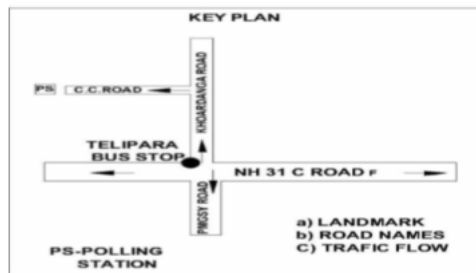 KEY PLAN
PS
C.C.ROAD
KHOARDANGA ROAD
TELIPARA
BUS STOP
NH 31 C ROAD F
PMGSY ROAD
a) LANDMARK
b) ROAD NAMES
C) TRAFIC FLOW
PS-POLLING
STATION